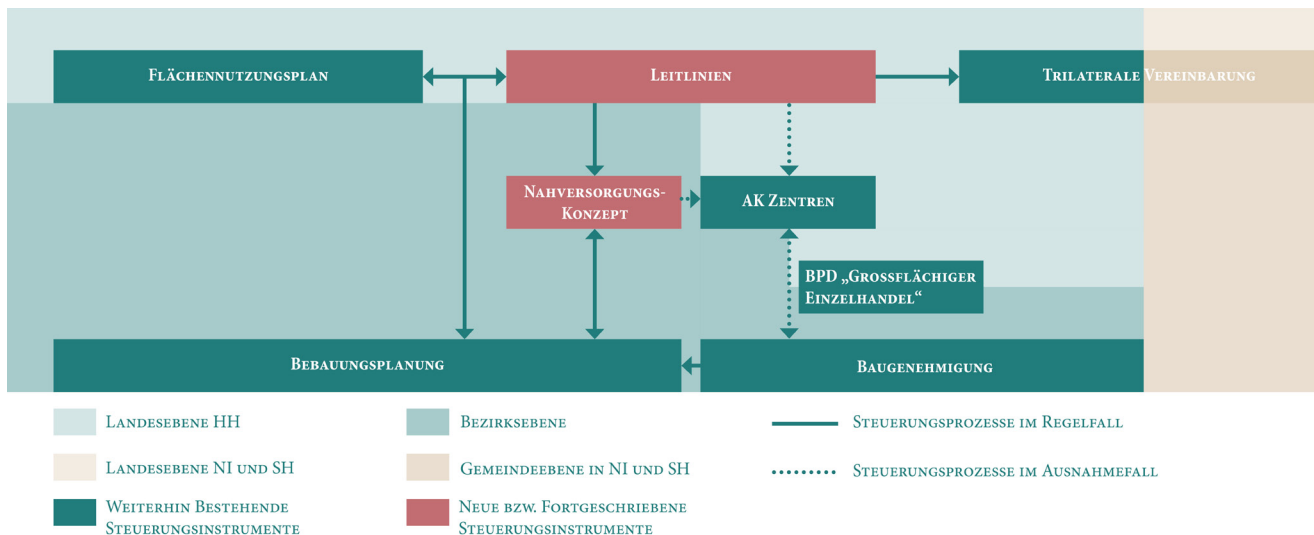 Flächennutzungsplan
Leitlinien
Trilaterale Vereinbarung
Nahversorgungs-
Konzept
AK Zentren
BPD „Grossflächiger
Einzelhandel“
Bebauungsplanung
Baugenehmigung
Landesebene HH
Bezirksebene
Steuerungsprozesse im Regelfall
Landesebene NI und SH
Gemeindeebene in NI und SH
Steuerungsprozesse im Ausnahmefall
Weiterhin Bestehende
Steuerungsinstrumente
Neue bzw. Fortgeschriebene
Steuerungsinstrumente